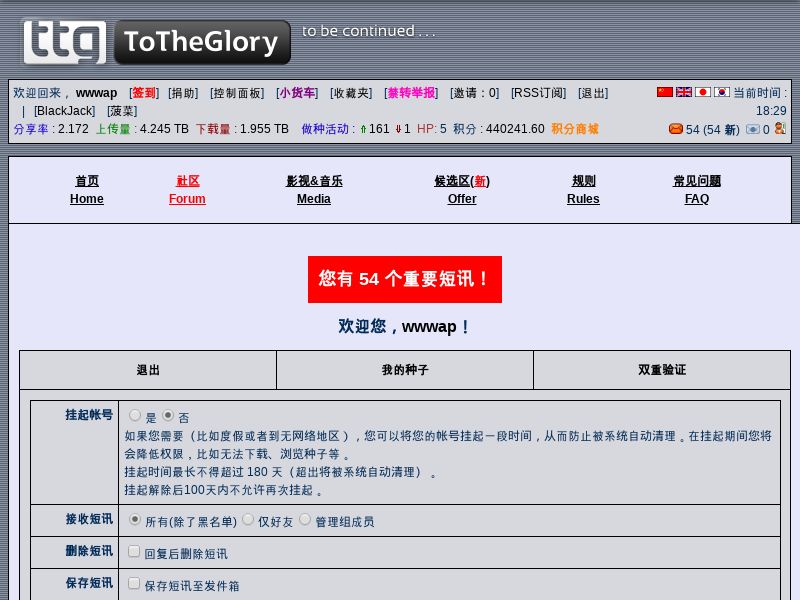 ttg ToTheGlory to be continued . . .
欢迎回来， wwwap [签到] [捐助] [控制面板] [小货车] [收藏夹] [禁转举报] [邀请：0] [RSS订阅] [退出] 当前时间 :
| [BlackJack] [菠菜] 18:29
分享率 : 2.172 上传量 : 4.245 TB 下载量 : 1.955 TB 做种活动 : 161 1 HP: 5 积分 : 440241.60 积分商城 54 (54 新) 0
首页 社区 影视&音乐 候选区(新) 规则 常见问题
Home Forum Media Offer Rules FAQ
您有 54 个重要短讯！
欢迎您，wwwap！
退出 我的种子 双重验证
挂起帐号 是 否
如果您需要（比如度假或者到无网络地区），您可以将您的帐号挂起一段时间，从而防止被系统自动清理。在挂起期间您将
会降低权限，比如无法下载、浏览种子等。
挂起时间最长不得超过 180 天（超出将被系统自动清理）。
挂起解除后100天内不允许再次挂起。
接收短讯 所有(除了黑名单) 仅好友 管理组成员
删除短讯 回复后删除短讯
保存短讯 保存短讯至发件箱